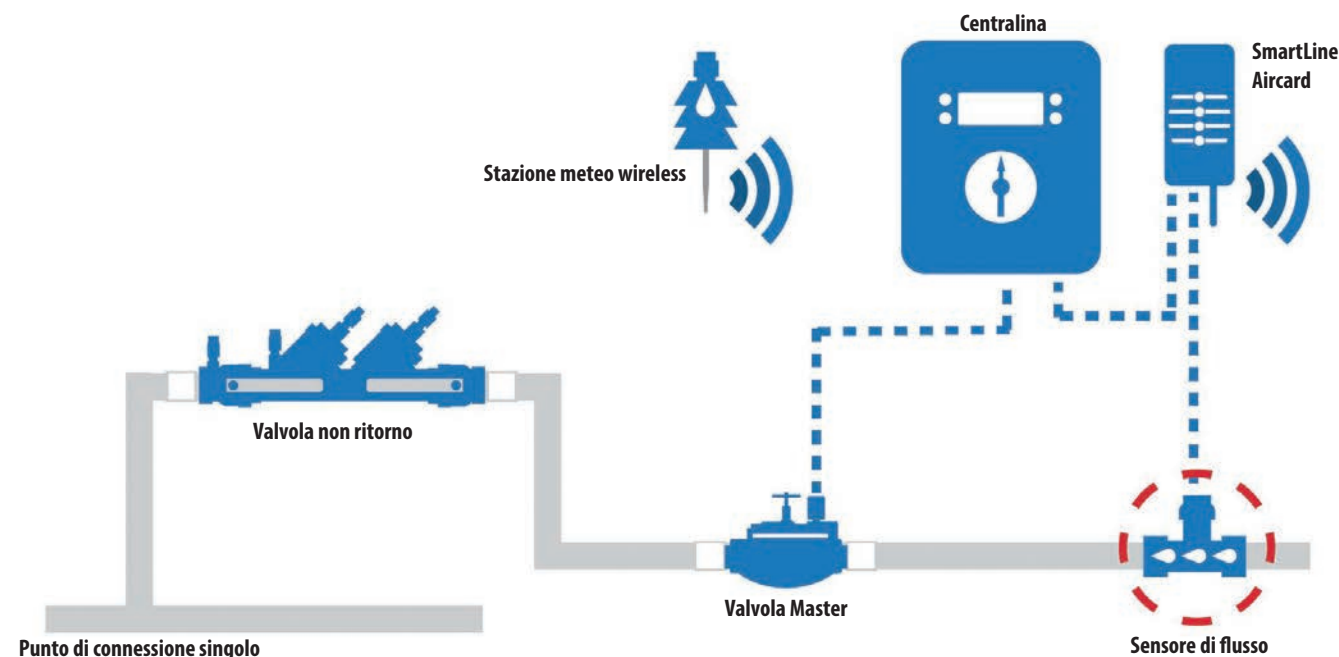 Centralina
SmartLine
Aircard
Stazione meteo wireless
Valvola non ritorno
Valvola Master
Punto di connessione singolo
Sensore di flusso